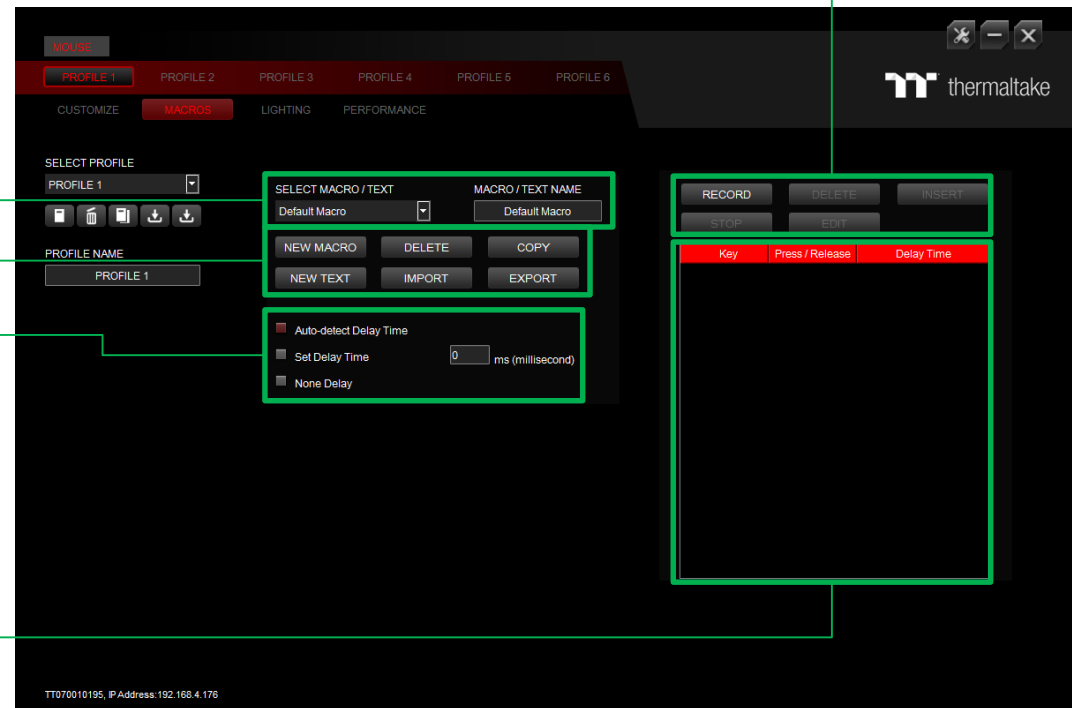 MOUSE
thermaltake
PROFILE 1 PROFILE 2 PROFILE 3 PROFILE 4 PROFILE 5 PROFILE 6
CUSTOMIZE MACROS LIGHTING PERFORMANCE
SELECT PROFILE
PROFILE 1
PROFILE NAME
PROFILE 1
SELECT MACRO / TEXT MACRO / TEXT NAME
Default Macro Default Macro
NEW MACRO DELETE COPY
NEW TEXT IMPORT EXPORT
Auto-detect Delay Time
Set Delay Time 0 ms (millisecond)
None Delay
RECORD DELETE INSERT
STOP EDIT
Key Press / Release Delay Time
TT070010195, IP Address:192.168.4.176